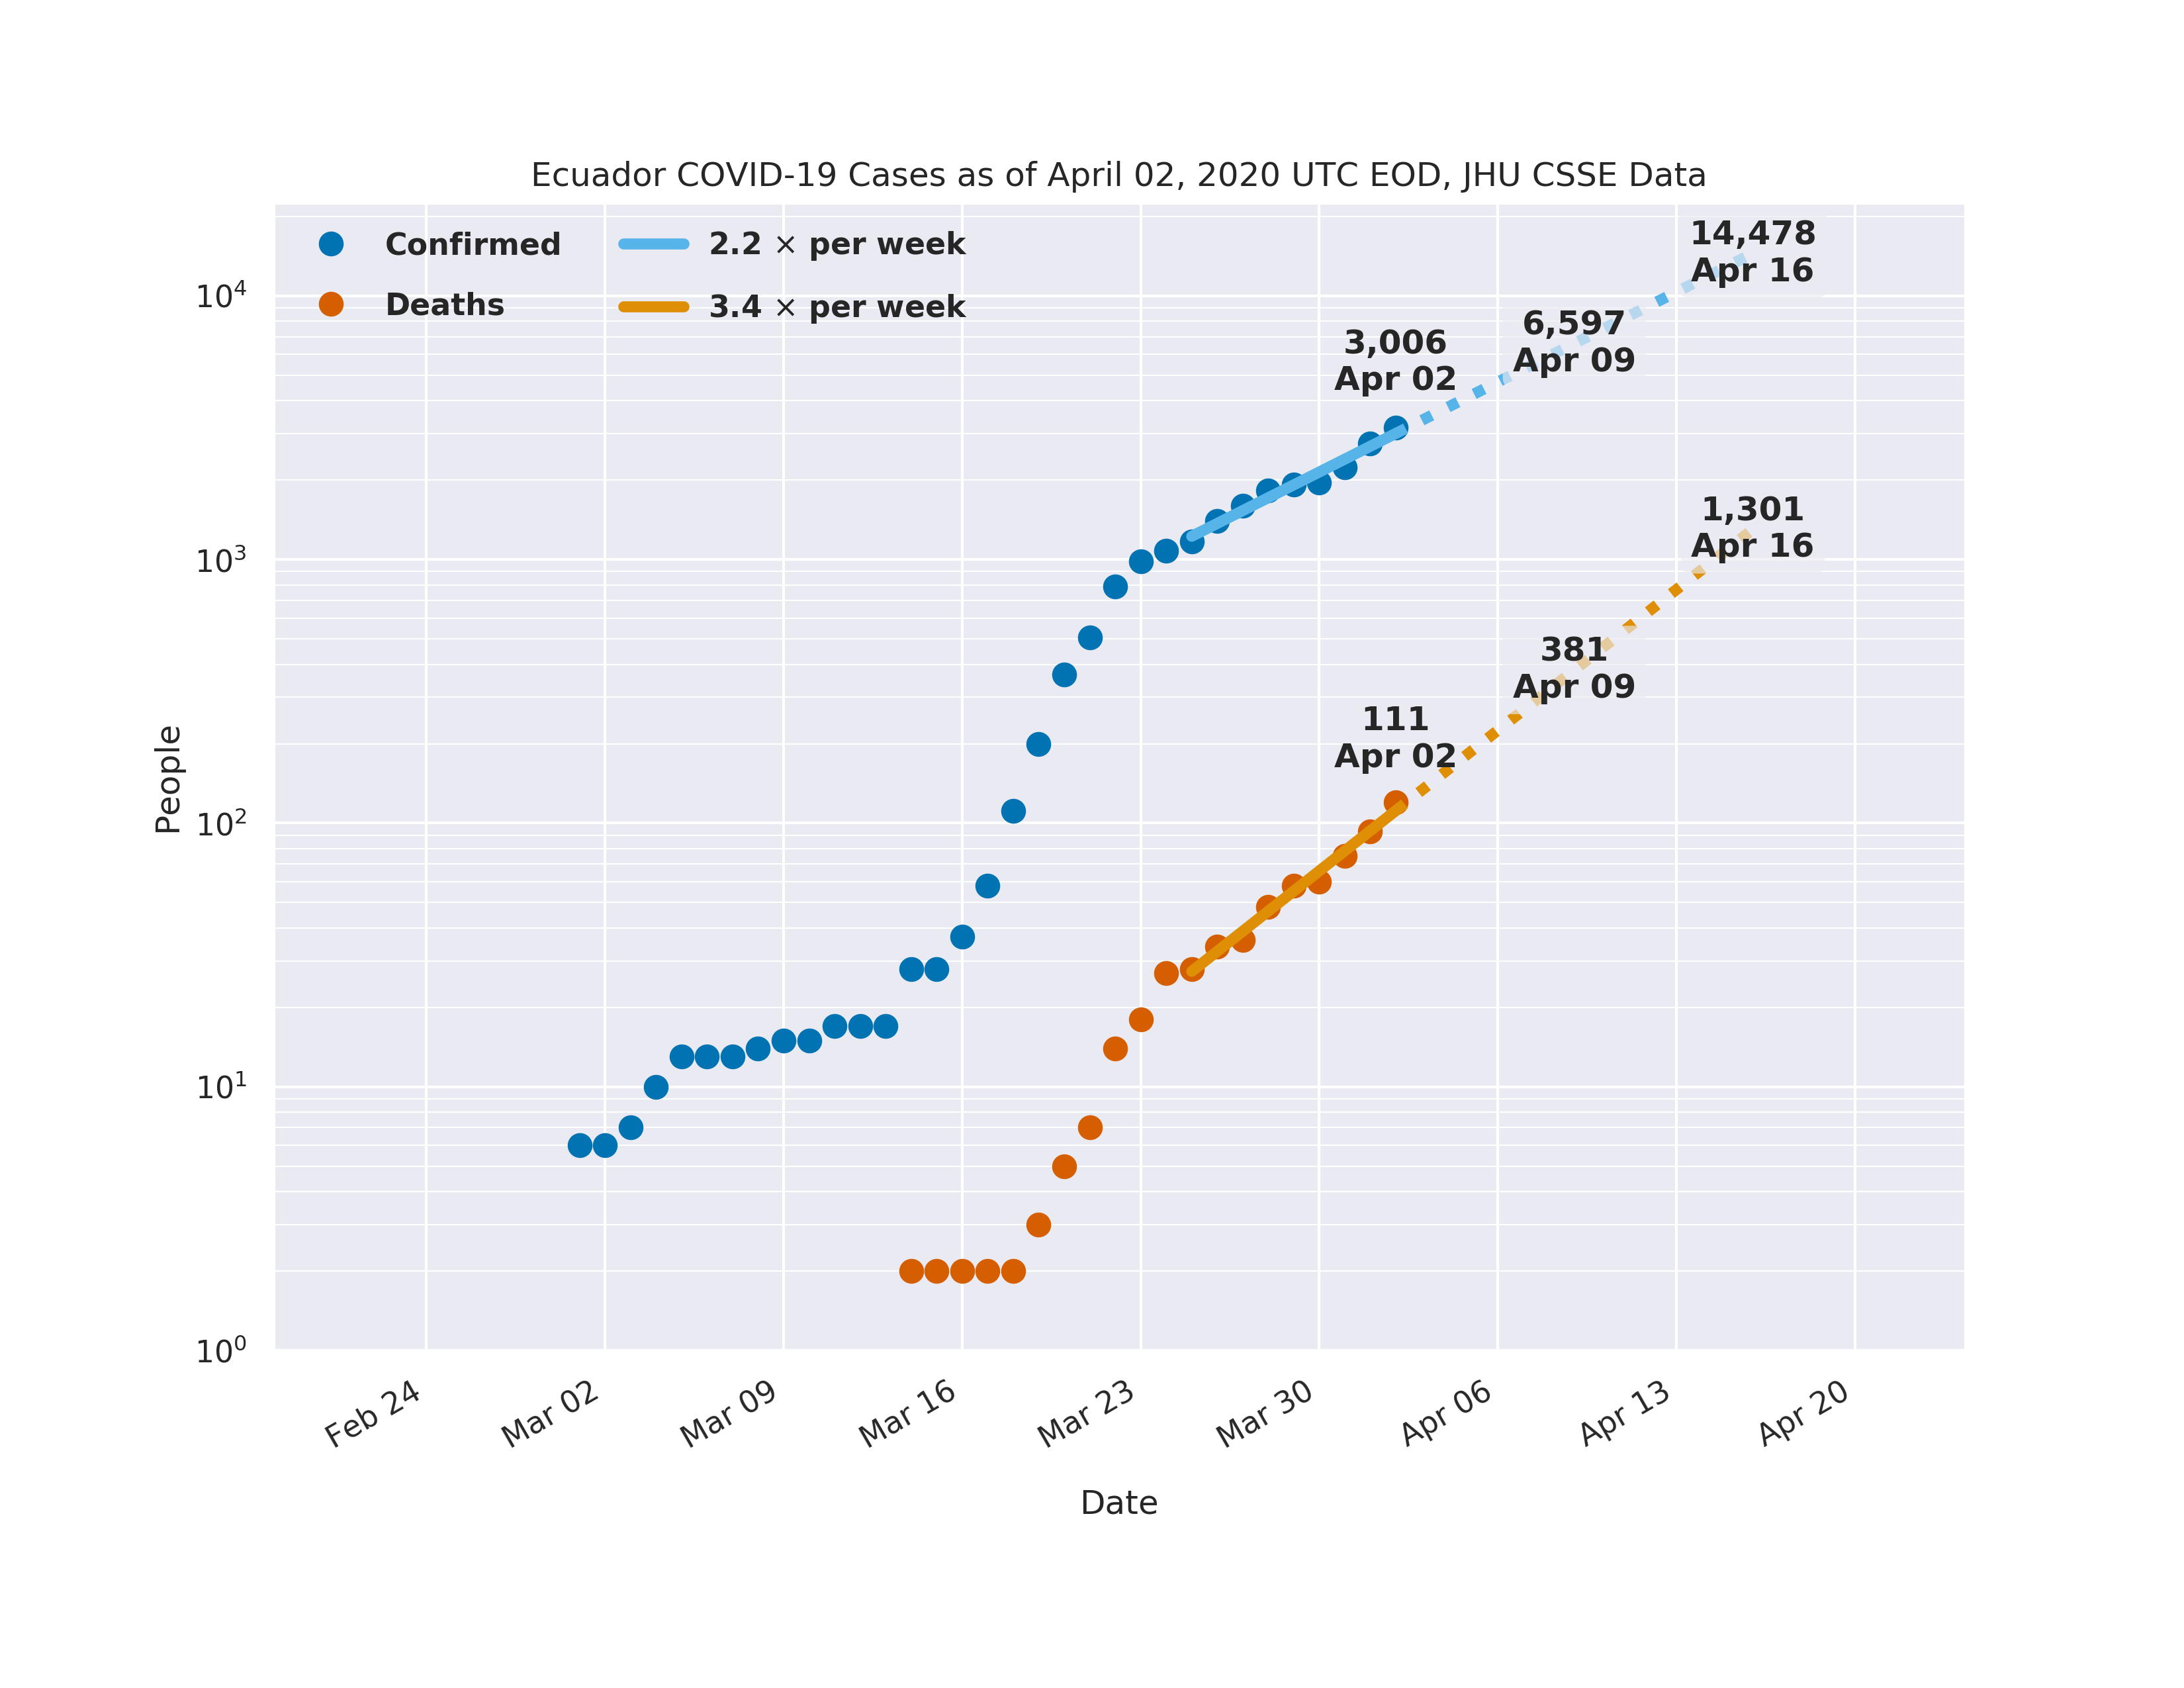 Ecuador COVID-19 Cases as of April 02, 2020 UTC EOD, JHU CSSE Data
Confirmed
Deaths
2.2 × per week
3.4 × per week
14,478
Apr 16
6,597
Apr 09
3,006
Apr 02
1,301
Apr 16
381
Apr 09
111
Apr 02
People
10⁴
10³
10²
10¹
10⁰
Feb 24
Mar 02
Mar 09
Mar 16
Mar 23
Mar 30
Apr 06
Apr 13
Apr 20
Date